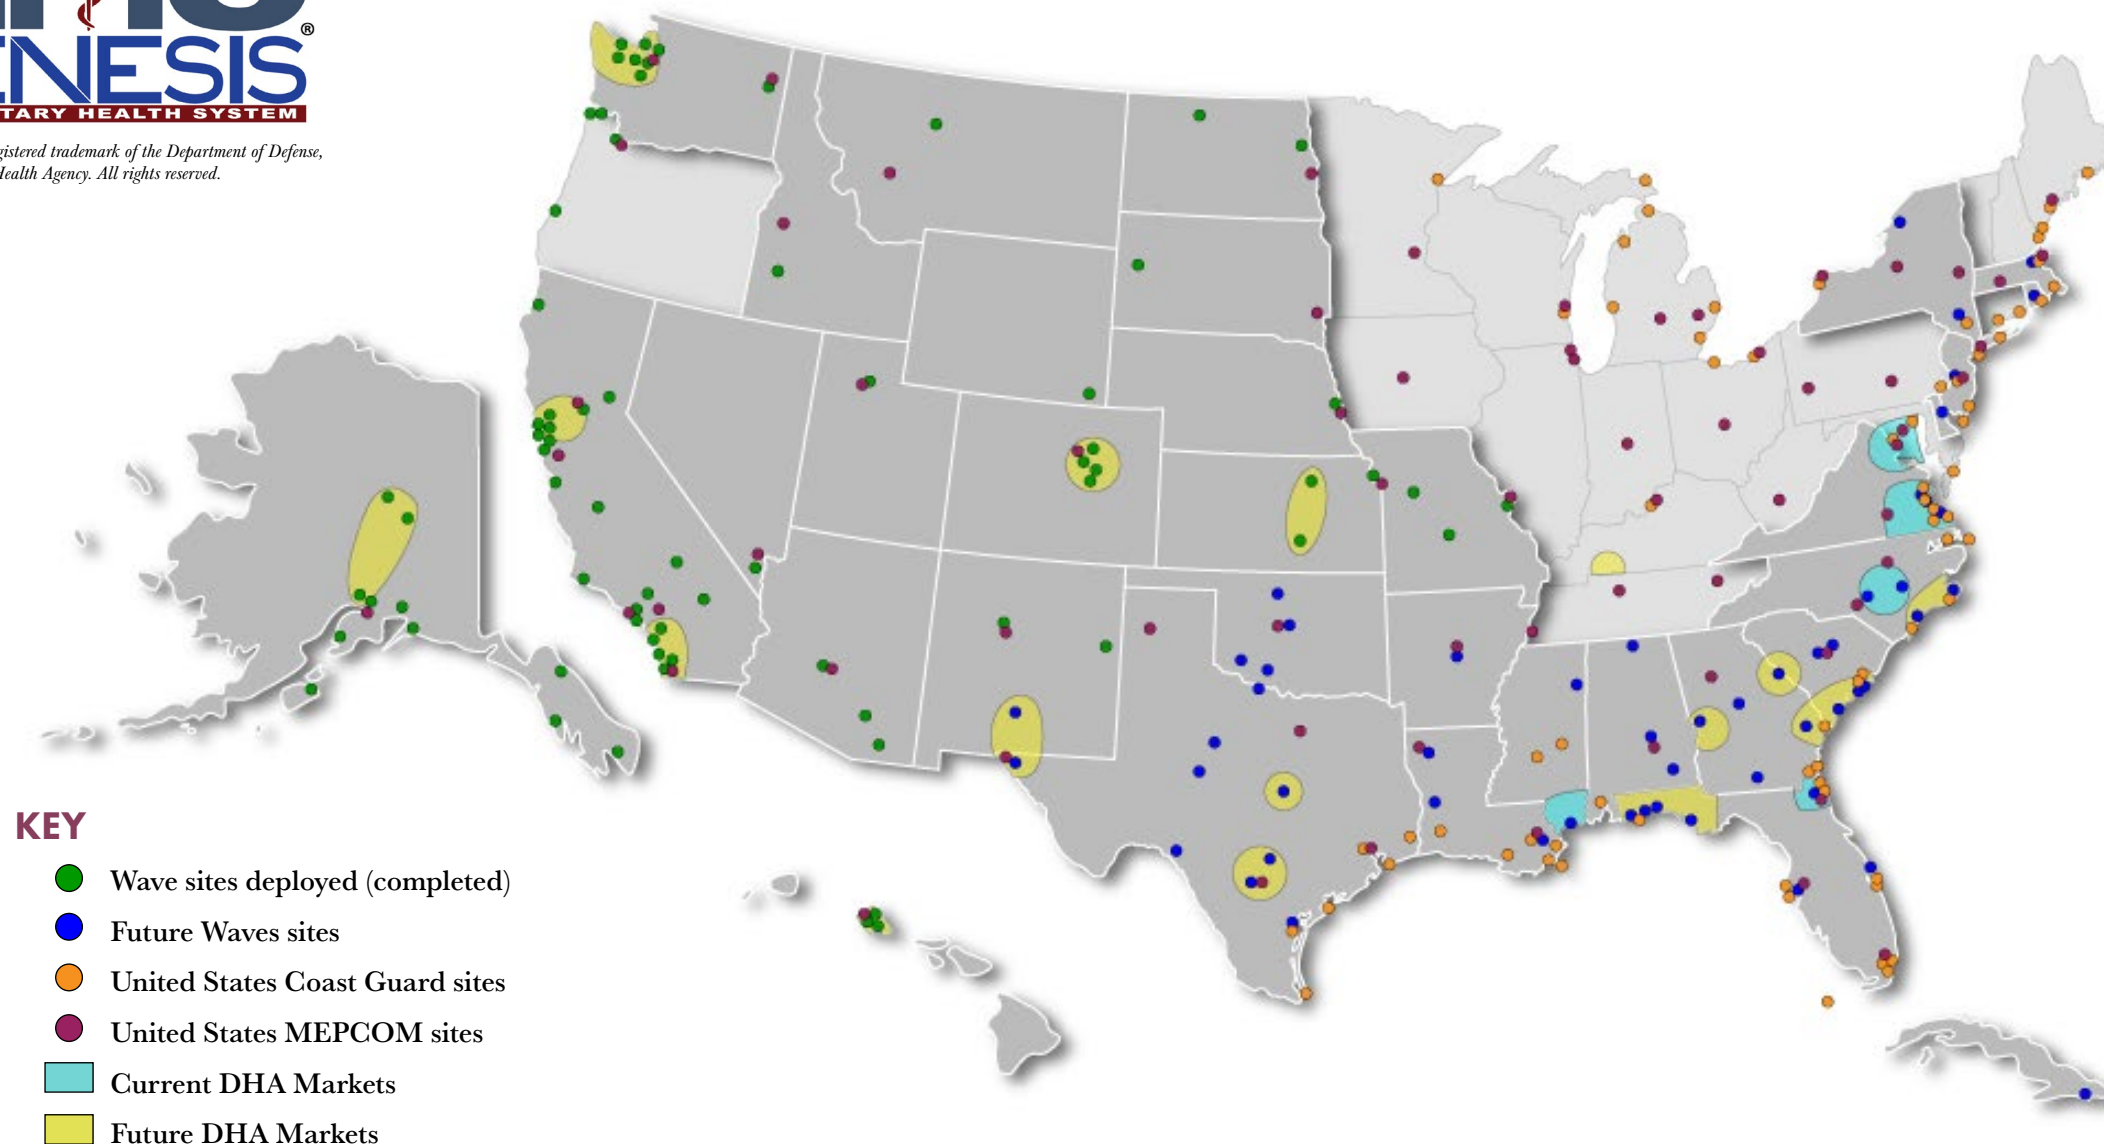 ENESIS
TARY HEALTH SYSTEM
®
gistered trademark of the Department of Defense,
Health Agency. All rights reserved.
KEY
Wave sites deployed (completed)
Future Waves sites
United States Coast Guard sites
United States MEPCOM sites
Current DHA Markets
Future DHA Markets